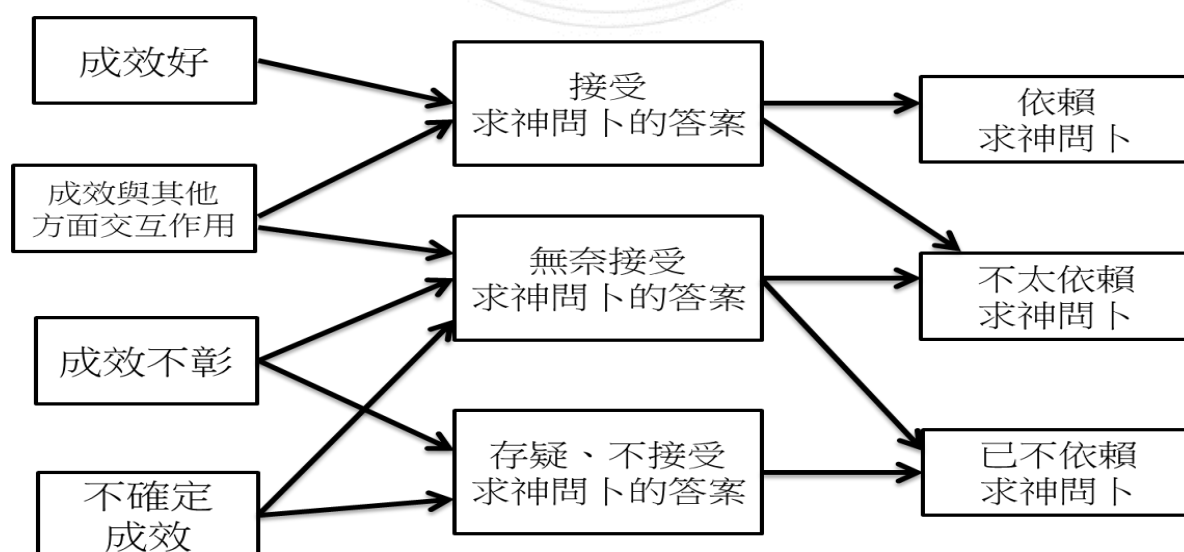 成效好
成效與其他
方面交互作用
成效不彰
不確定
成效
接受
求神問卜的答案
無奈接受
求神問卜的答案
存疑、不接受
求神問卜的答案
依賴
求神問卜
不太依賴
求神問卜
已不依賴
求神問卜